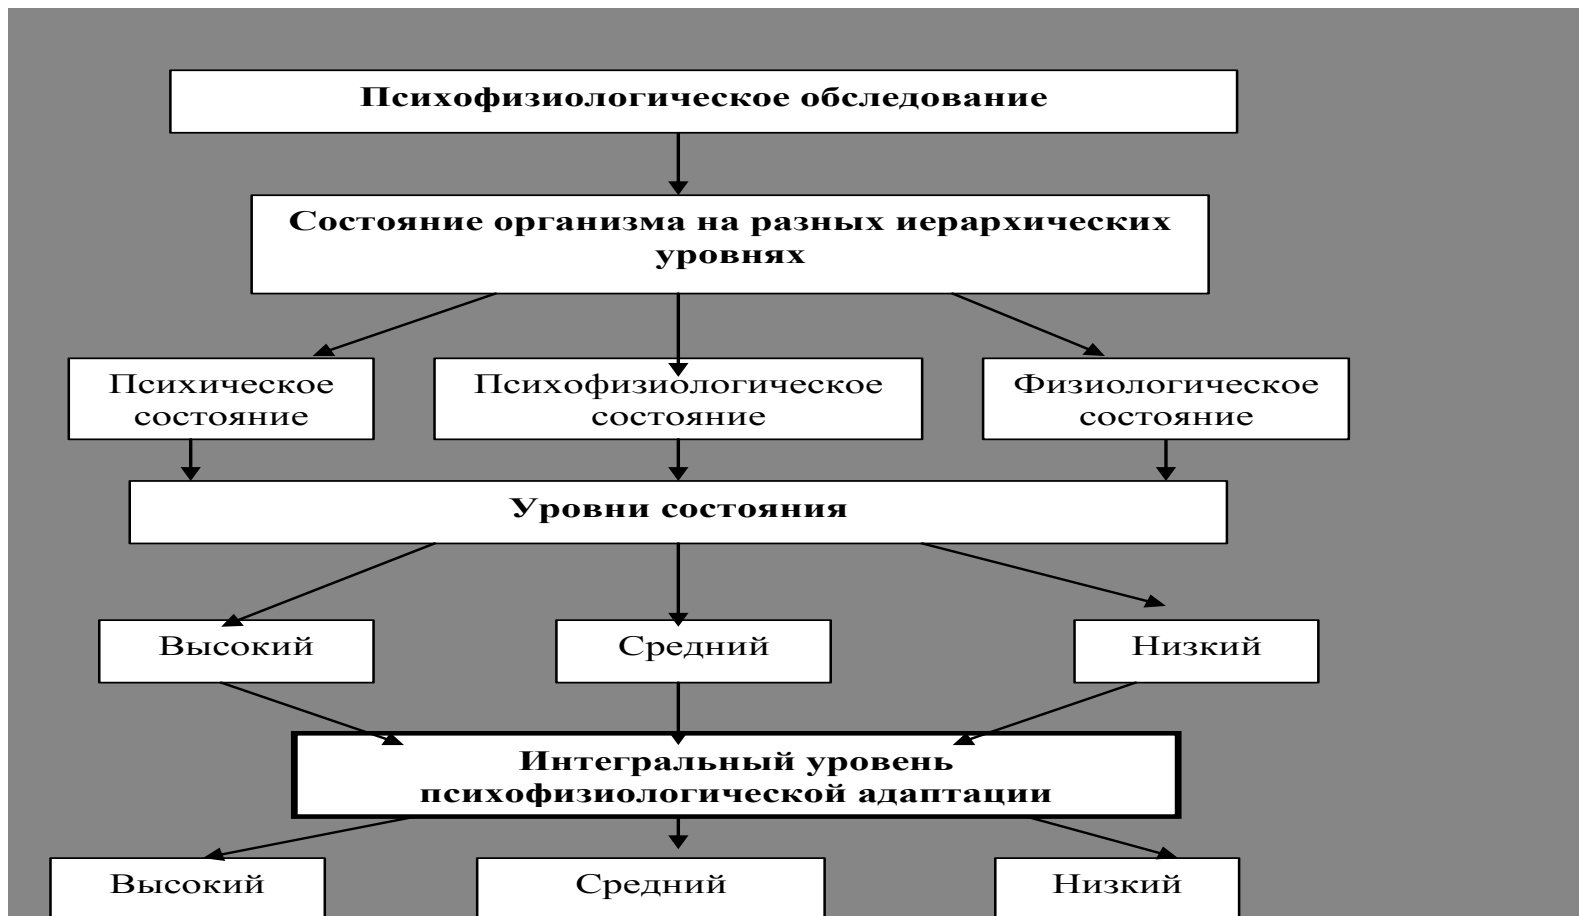 Психофизиологическое обследование
Состояние организма на разных иерархических
уровнях
Психическое
состояние
Психофизиологическое
состояние
Физиологическое
состояние
Уровни состояния
Высокий
Средний
Низкий
Интегральный уровень
психофизиологической адаптации
Высокий
Средний
Низкий